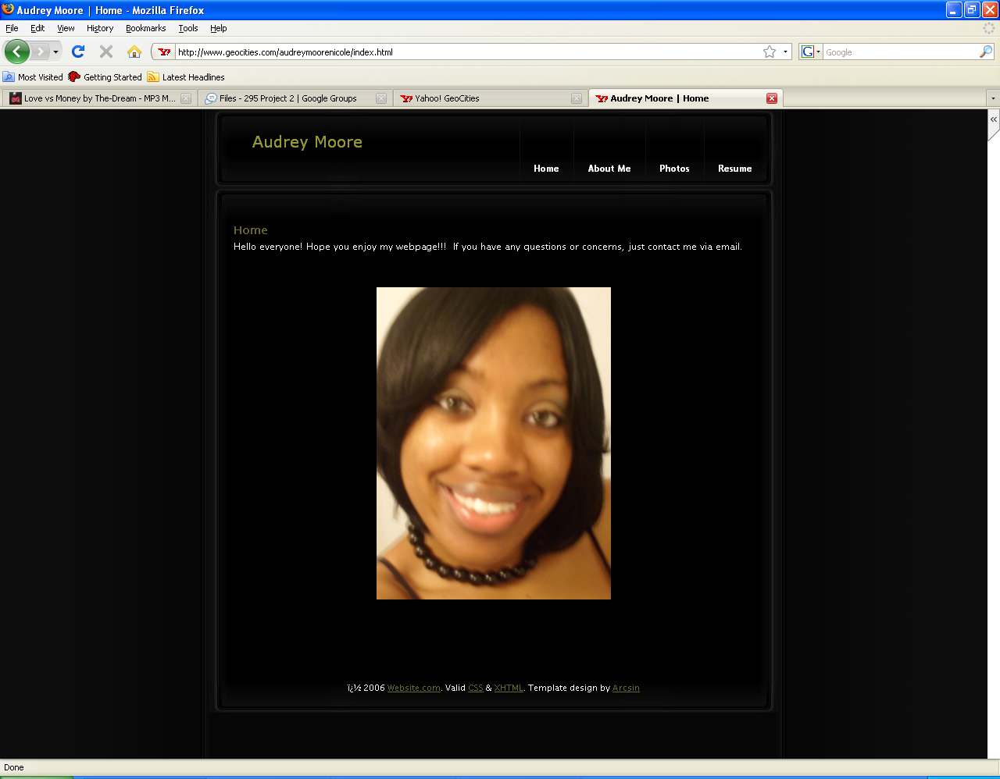 Audrey Moore | Home - Mozilla Firefox
File Edit View History Bookmarks Tools Help
http://www.geocities.com/audreymoorenicole/index.html
Google
Most Visited Getting Started Latest Headlines
Love vs Money by The-Dream - MP3 M... Files - 295 Project 2 | Google Groups Yahoo! GeoCities Audrey Moore | Home
Audrey Moore
Home About Me Photos Resume
Home
Hello everyone! Hope you enjoy my webpage!!! If you have any questions or concerns, just contact me via email.
ï¿½ 2006 Website.com. Valid CSS & XHTML. Template design by Arcsin
Done